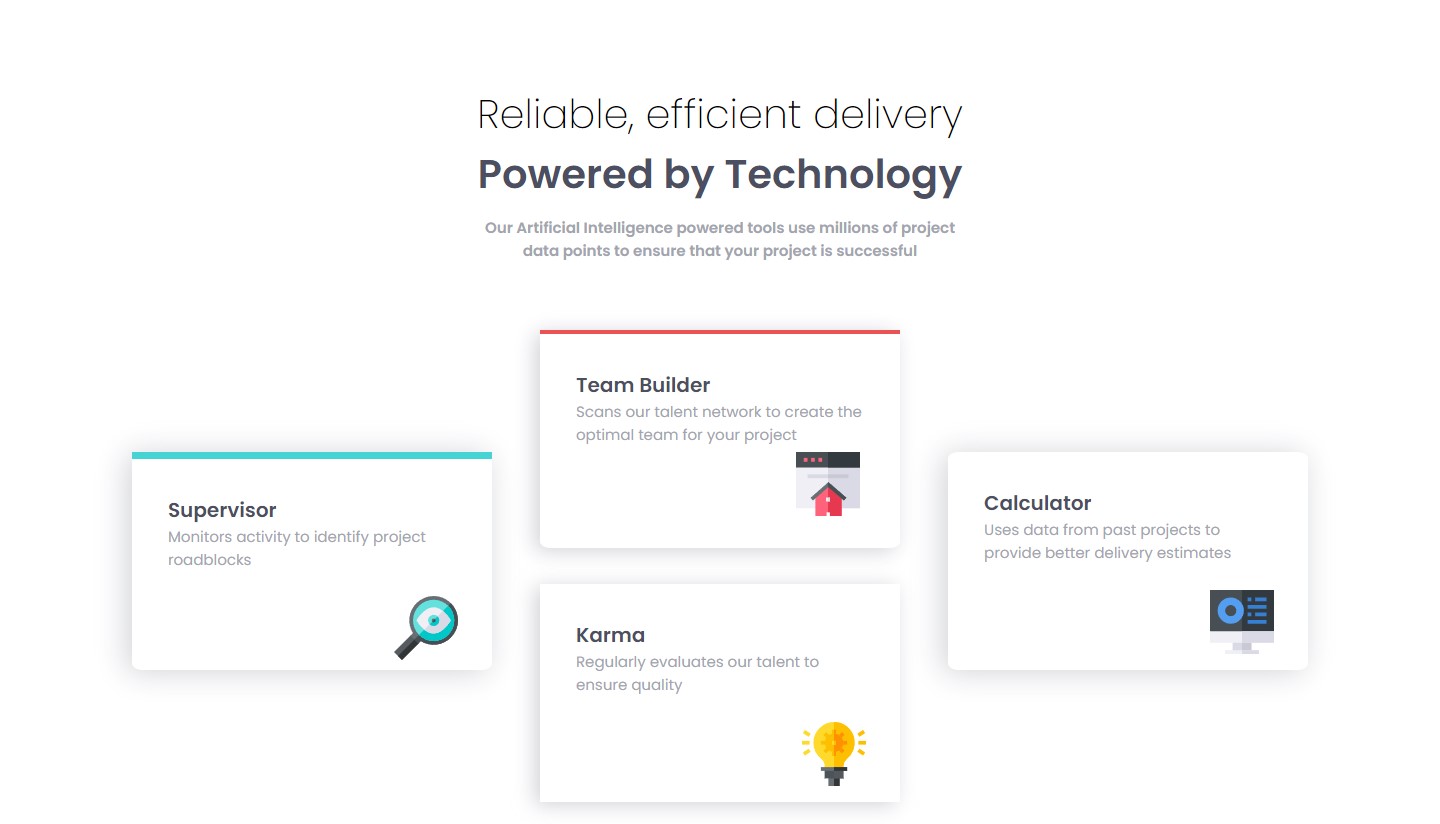 Reliable, efficient delivery
Powered by Technology
Our Artificial Intelligence powered tools use millions of project
data points to ensure that your project is successful
Supervisor
Monitors activity to identify project
roadblocks
Team Builder
Scans our talent network to create the
optimal team for your project
Karma
Regularly evaluates our talent to
ensure quality
Calculator
Uses data from past projects to
provide better delivery estimates